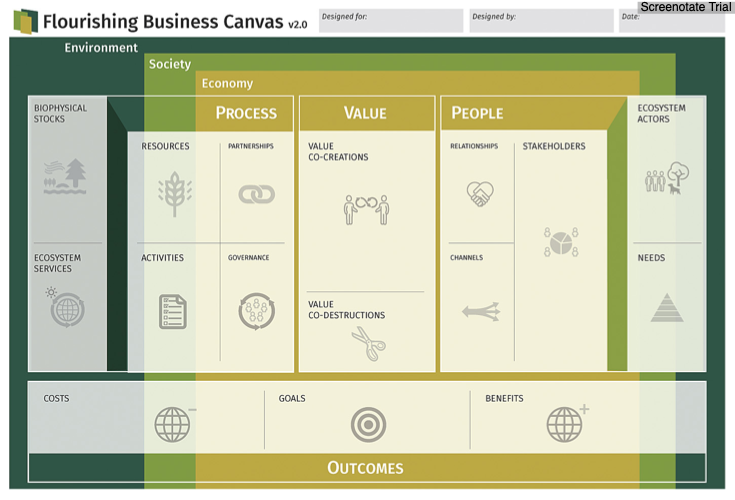 Screenotate Trial
Flourishing Business Canvas v2.0
Designed for:
Designed by:
Date:
Environment
Society
Economy
BIOPHYSICAL
STOCKS
PROCESS
VALUE
PEOPLE
ECOSYSTEM
ACTORS
RESOURCES
PARTNERSHIPS
VALUE
CO-CREATIONS
RELATIONSHIPS
STAKEHOLDERS
ECOSYSTEM
SERVICES
ACTIVITIES
GOVERNANCE
CHANNELS
NEEDS
VALUE
CO-DESTRUCTIONS
COSTS
GOALS
BENEFITS
OUTCOMES